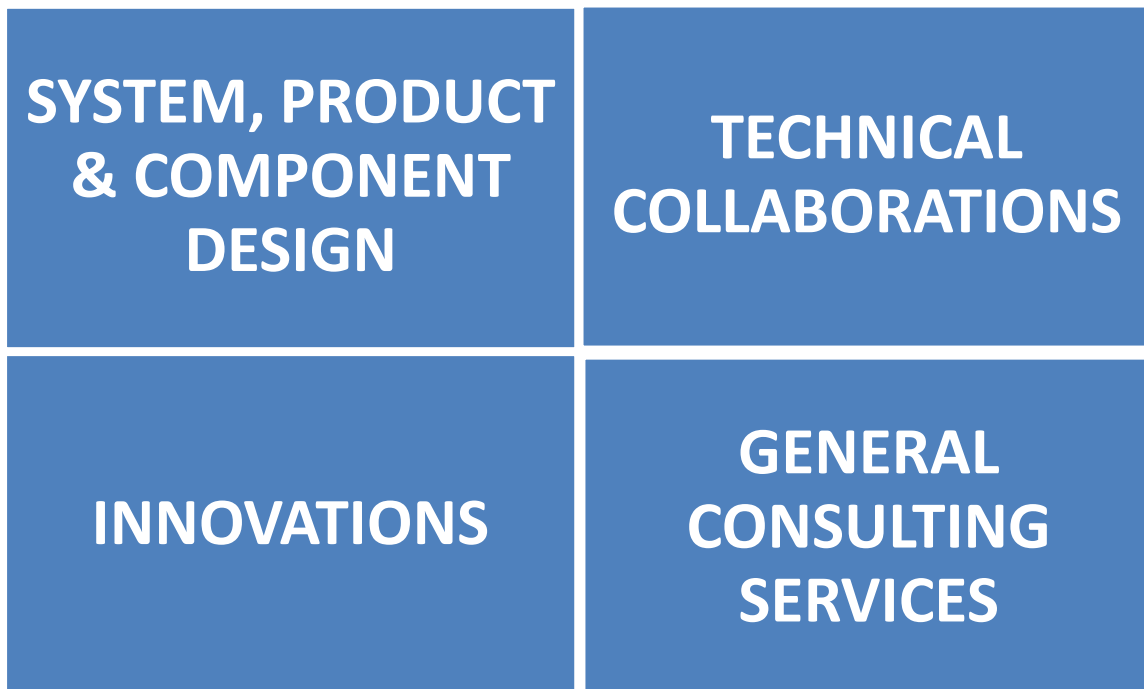 SYSTEM, PRODUCT
& COMPONENT
DESIGN
TECHNICAL
COLLABORATIONS
INNOVATIONS
GENERAL
CONSULTING
SERVICES